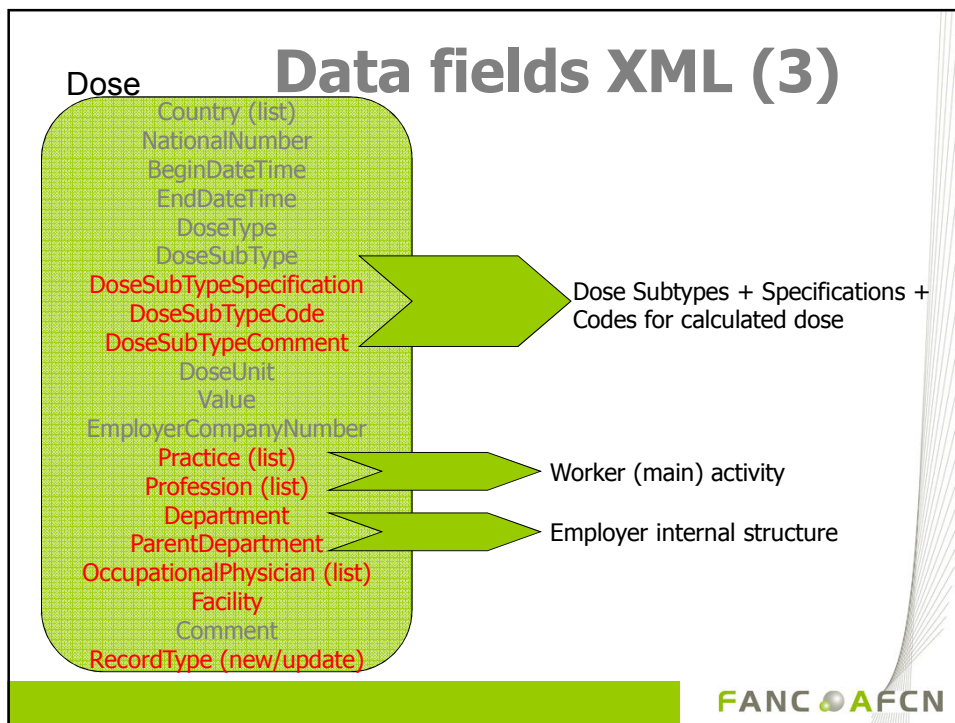 Data fields XML (3)
Dose
Country (list)
NationalNumber
BeginDateTime
EndDateTime
DoseType
DoseSubType
DoseSubTypeSpecification
DoseSubTypeCode
DoseSubTypeComment
DoseUnit
Value
EmployerCompanyNumber
Practice (list)
Profession (list)
Department
ParentDepartment
OccupationalPhysician (list)
Facility
Comment
RecordType (new/update)
Dose Subtypes + Specifications +
Codes for calculated dose
Worker (main) activity
Employer internal structure
FANC AFCN